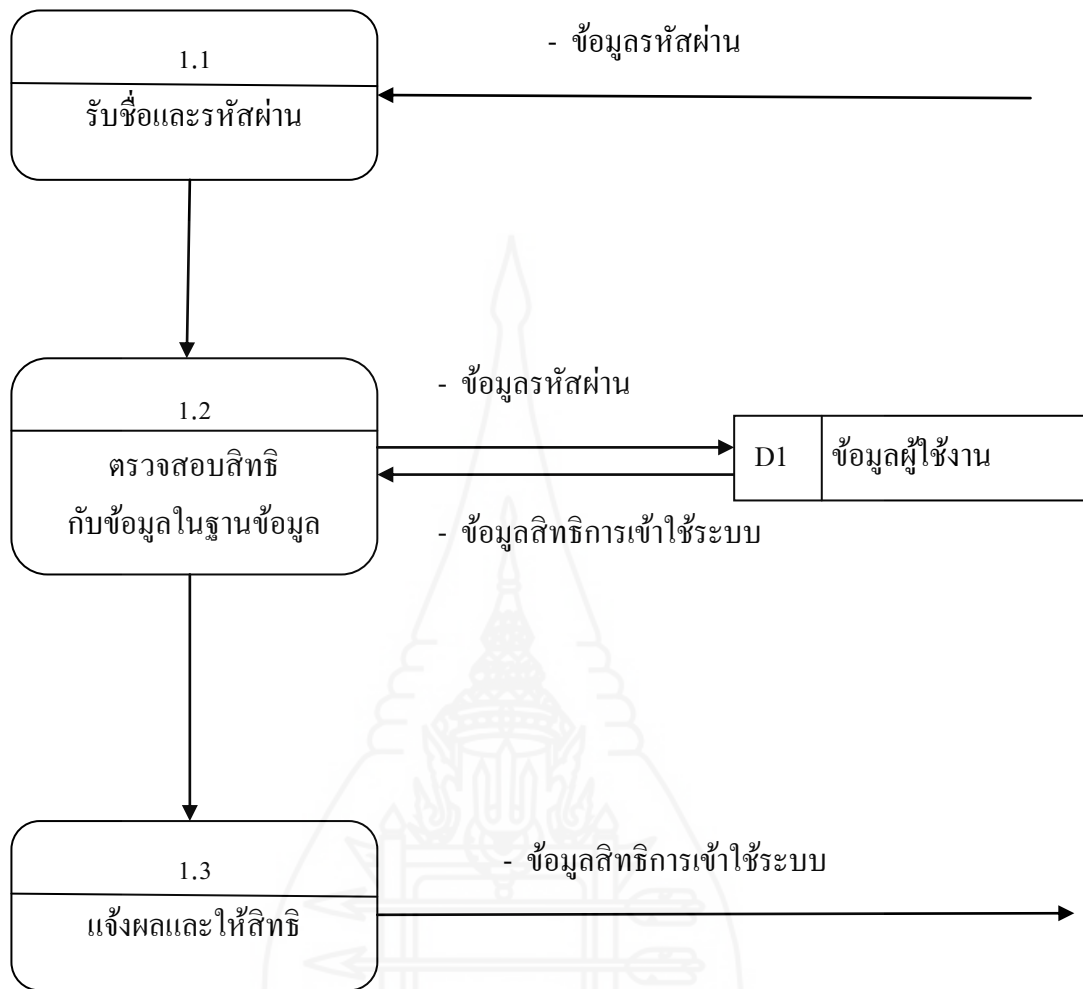 - ข้อมูลรหัสผ่าน
1.1
รับชื่อและรหัสผ่าน
- ข้อมูลรหัสผ่าน
1.2
ตรวจสอบสิทธิ
กับข้อมูลในฐานข้อมูล
D1 ข้อมูลผู้ใช้งาน
- ข้อมูลสิทธิการเข้าใช้ระบบ
1.3
แจ้งผลและให้สิทธิ
- ข้อมูลสิทธิการเข้าใช้ระบบ